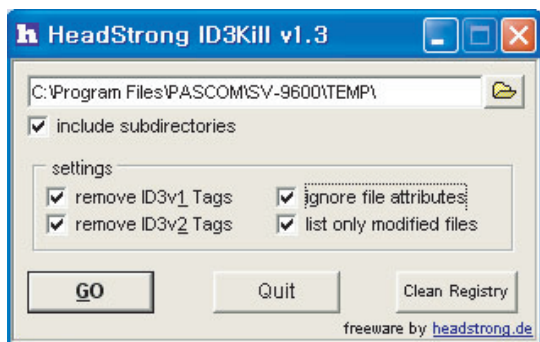 h HeadStrong ID3Kill v1.3
C:\Program Files\PASCOM\SV-9600\TEMP\
include subdirectories
settings
remove ID3v1 Tags
ignore file attributes
remove ID3v2 Tags
list only modified files
GO
Quit
Clean Registry
freeware by headstrong.de